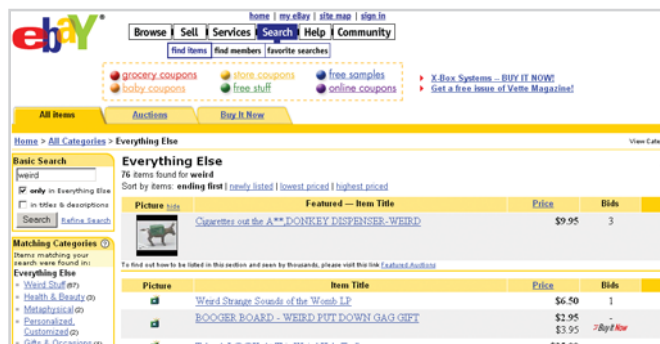 ebay
home | my eBay | site map | sign in
Browse Sell Services Search Help Community
find items find members favorite searches
grocery coupons store coupons free samples
baby coupons free stuff online coupons
X-Box Systems -- BUY IT NOW!
Get a free issue of Vette Magazine!
All items Auctions Buy It Now
Home > All Categories > Everything Else View Cate
Basic Search
weird
only in Everything Else
in titles & descriptions
Search Refine Search
Matching Categories
Items matching your
search were found in:
Everything Else
Weird Stuff (67)
Health & Beauty (3)
Metaphysical (2)
Personalized,
Customized (2)
Gifts & Occasions
Everything Else
76 items found for weird
Sort by items: ending first | newly listed | lowest priced | highest priced
Picture hide Featured — Item Title Price Bids
Cigarettes out the A**,DONKEY DISPENSER-WEIRD $9.95 3
To find out how to be listed in this section and seen by thousands, please visit this link Featured Auctions
Picture Item Title Price Bids
Weird Strange Sounds of the Womb LP $6.50 1
BOOGER BOARD - WEIRD PUT DOWN GAG GIFT $2.95 -
$3.95 Buy It Now